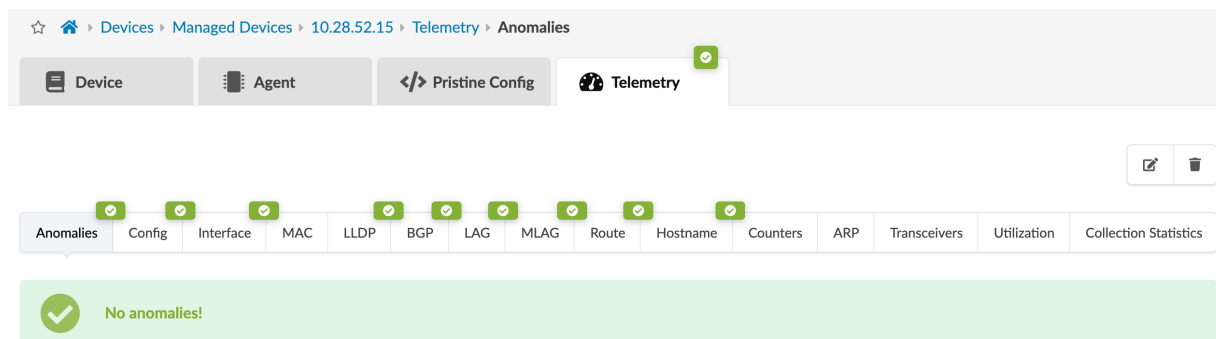 Devices Managed Devices 10.28.52.15 Telemetry Anomalies
Device Agent Pristine Config Telemetry
Anomalies Config Interface MAC LLDP BGP LAG MLAG Route Hostname Counters ARP Transceivers Utilization Collection Statistics
No anomalies!